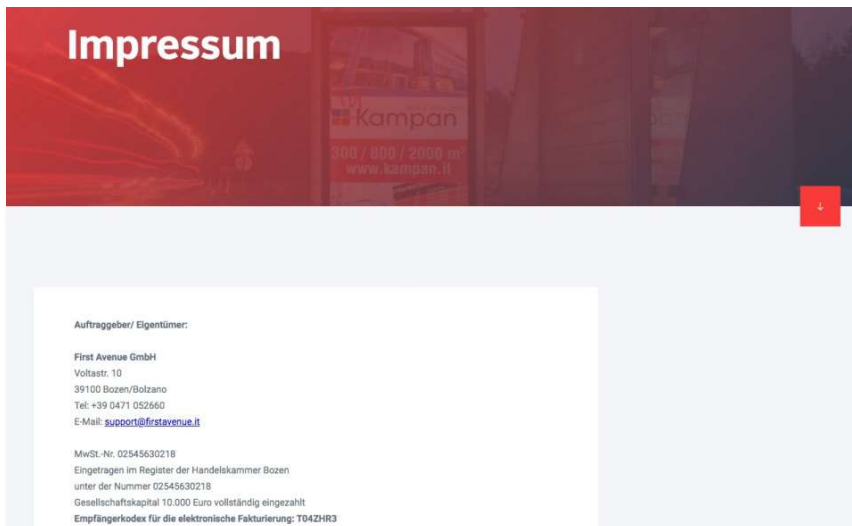 Impressum
Kampan
300 / 800 / 2000 m²
www.kampan.it
Auftraggeber/ Eigentümer:
First Avenue GmbH
Voltastr. 10
39100 Bozen/Bolzano
Tel: +39 0471 052660
E-Mail: support@firstavenue.it
MwSt.-Nr. 02545630218
Eingetragen im Register der Handelskammer Bozen
unter der Nummer 02545630218
Gesellschaftskapital 10.000 Euro vollständig eingezahlt
Empfängerkodex für die elektronische Fakturierung: T04ZHR3